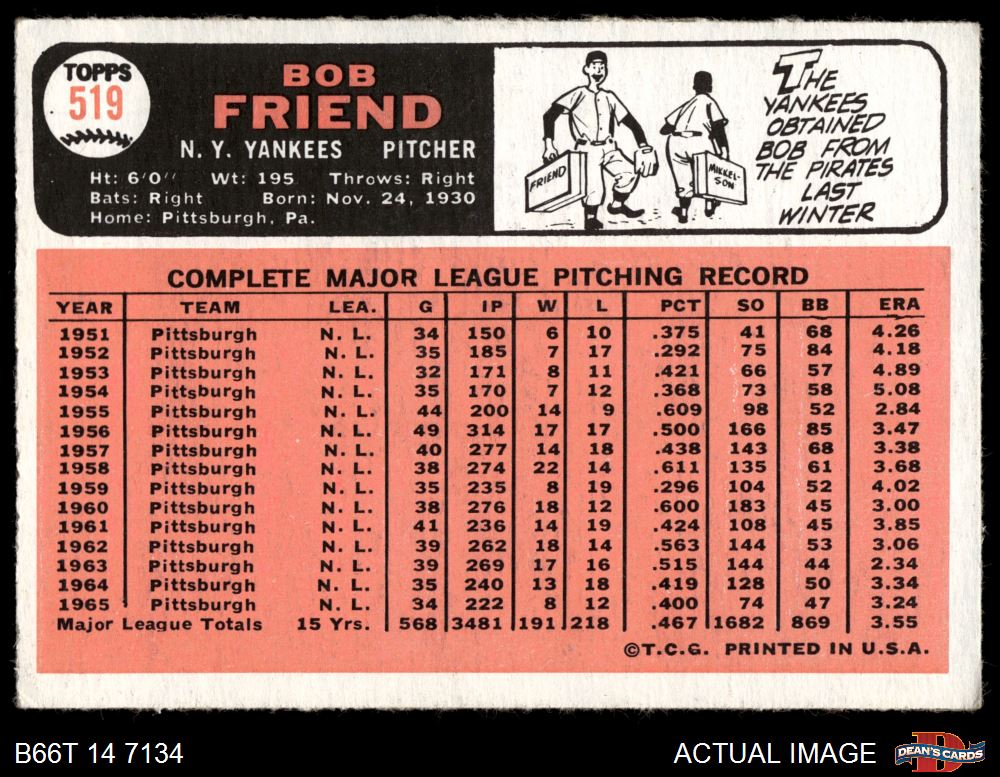 TOPPS
519
BOB
FRIEND
N. Y. YANKEES PITCHER
Ht: 6'0'' Wt: 195 Throws: Right
Bats: Right Born: Nov. 24, 1930
Home: Pittsburgh, Pa.
FRIEND
MIKKEL-
SON
THE
YANKEES
OBTAINED
BOB FROM
THE PIRATES
LAST
WINTER
COMPLETE MAJOR LEAGUE PITCHING RECORD
YEAR TEAM LEA. G IP W L PCT SO BB ERA
1951 Pittsburgh N. L. 34 150 6 10 .375 41 68 4.26
1952 Pittsburgh N. L. 35 185 7 17 .292 75 84 4.18
1953 Pittsburgh N. L. 32 171 8 11 .421 66 57 4.89
1954 Pittsburgh N. L. 35 170 7 12 .368 73 58 5.08
1955 Pittsburgh N. L. 44 200 14 9 .609 98 52 2.84
1956 Pittsburgh N. L. 49 314 17 17 .500 166 85 3.47
1957 Pittsburgh N. L. 40 277 14 18 .438 143 68 3.38
1958 Pittsburgh N. L. 38 274 22 14 .611 135 61 3.68
1959 Pittsburgh N. L. 35 235 8 19 .296 104 52 4.02
1960 Pittsburgh N. L. 38 276 18 12 .600 183 45 3.00
1961 Pittsburgh N. L. 41 236 14 19 .424 108 45 3.85
1962 Pittsburgh N. L. 39 262 18 14 .563 144 53 3.06
1963 Pittsburgh N. L. 39 269 17 16 .515 144 44 2.34
1964 Pittsburgh N. L. 35 240 13 18 .419 128 50 3.34
1965 Pittsburgh N. L. 34 222 8 12 .400 74 47 3.24
Major League Totals 15 Yrs. 568 3481 191 218 .467 1682 869 3.55
©T.C.G. PRINTED IN U.S.A.
B66T 14 7134
ACTUAL IMAGE
DEAN'S CARDS